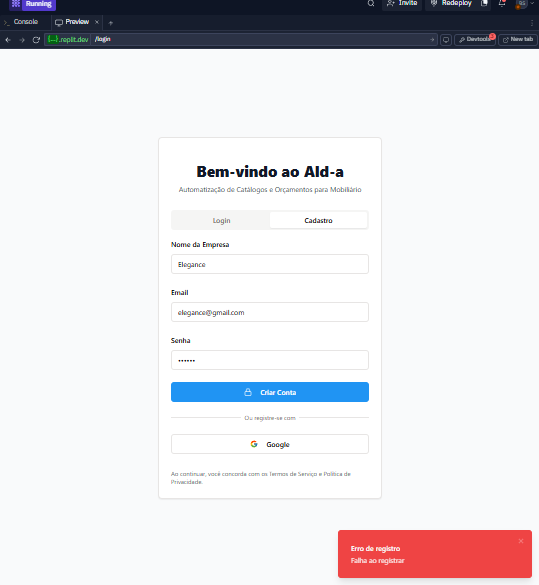 Running
Invite
Redeploy
Console
Preview
{...}.replit.dev /login
Devtools 2
New tab
Bem-vindo ao AId-a
Automatização de Catálogos e Orçamentos para Mobiliário
Login
Cadastro
Nome da Empresa
Elegance
Email
elegance@gmail.com
Senha
••••••
Criar Conta
Ou registre-se com
Google
Ao continuar, você concorda com os Termos de Serviço e Política de
Privacidade.
Erro de registro
Falha ao registrar